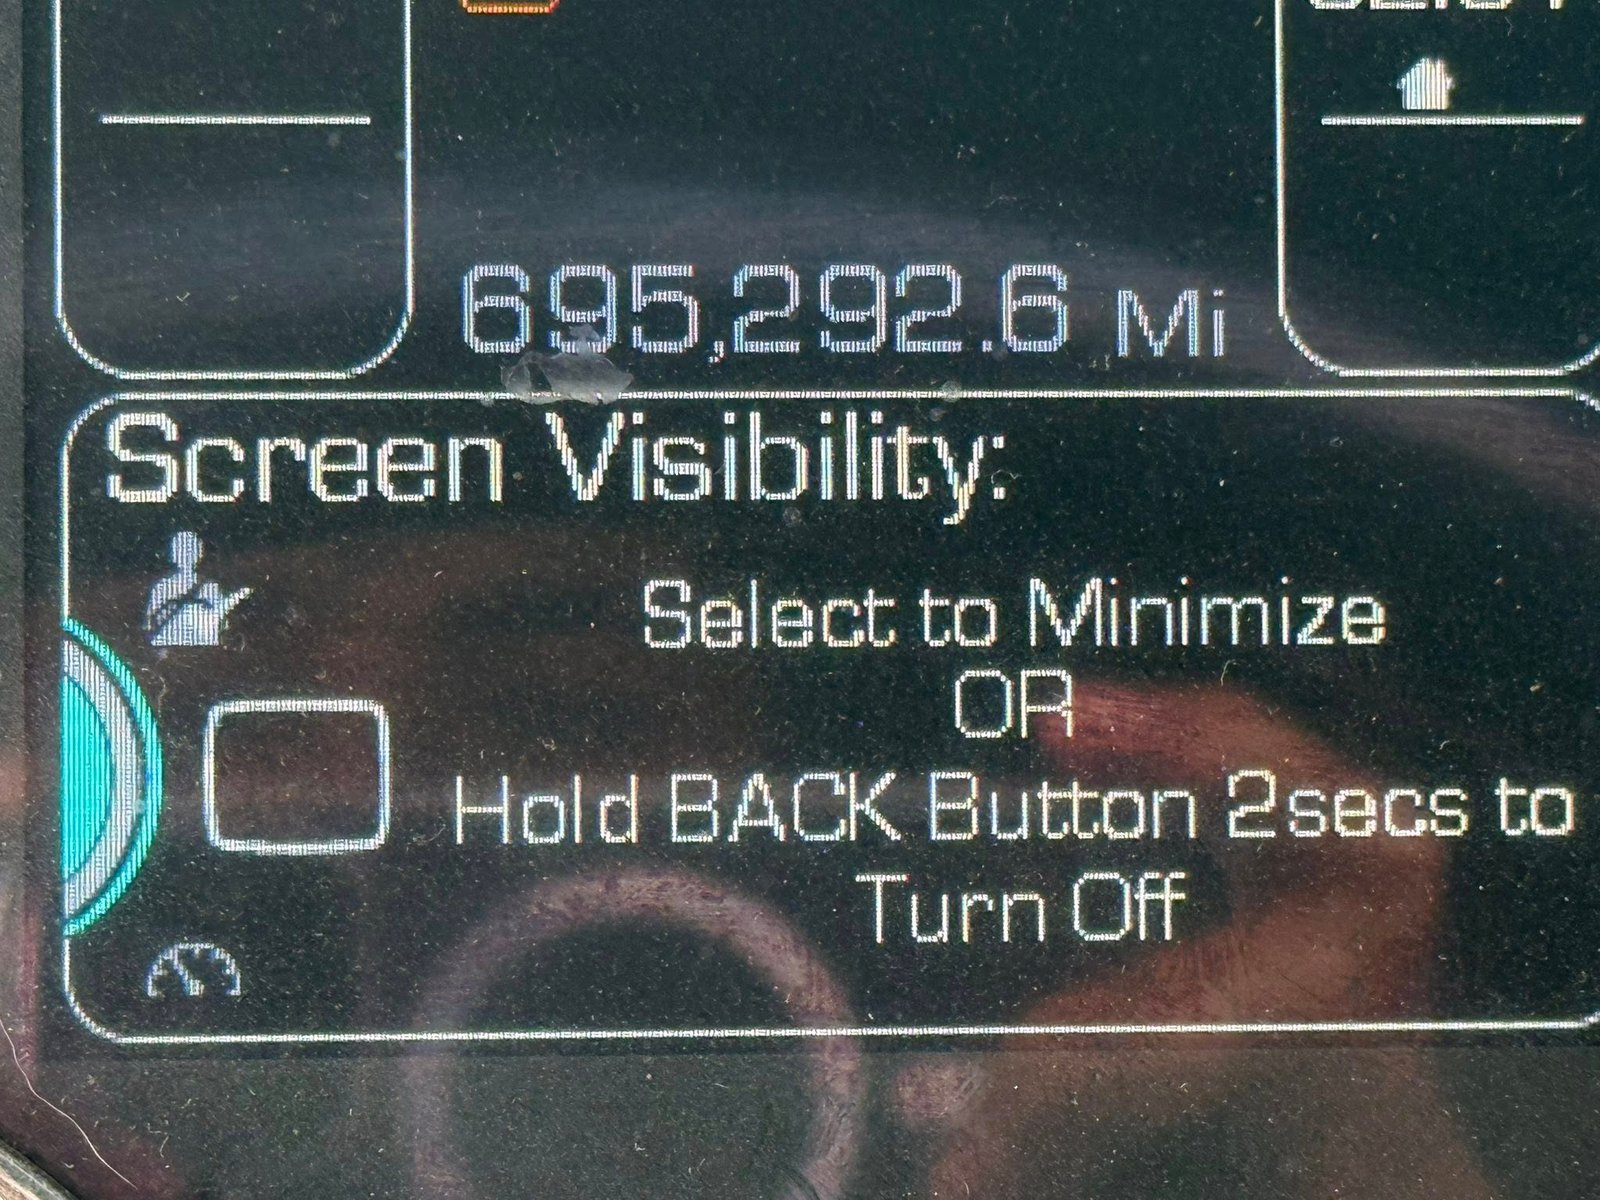 695,292.6 Mi
Screen Visibility:
Select to Minimize
OR
Hold BACK Button 2secs to
Turn Off